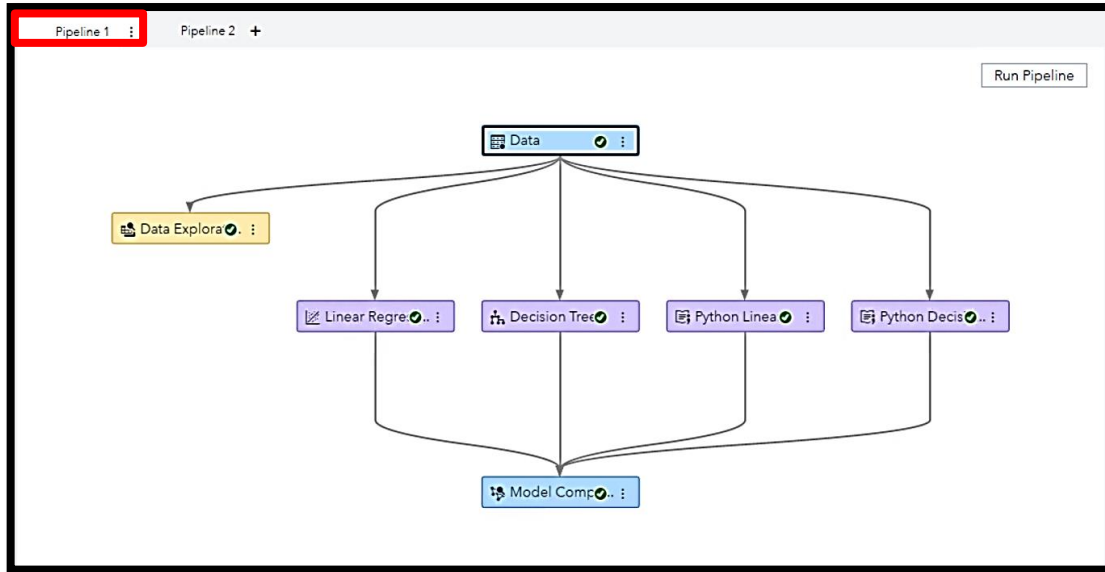 Pipeline 1
Pipeline 2 +
Run Pipeline
Data
Data Explora.
Linear Regre..
Decision Tree
Python Linea
Python Decis..
Model Comp..